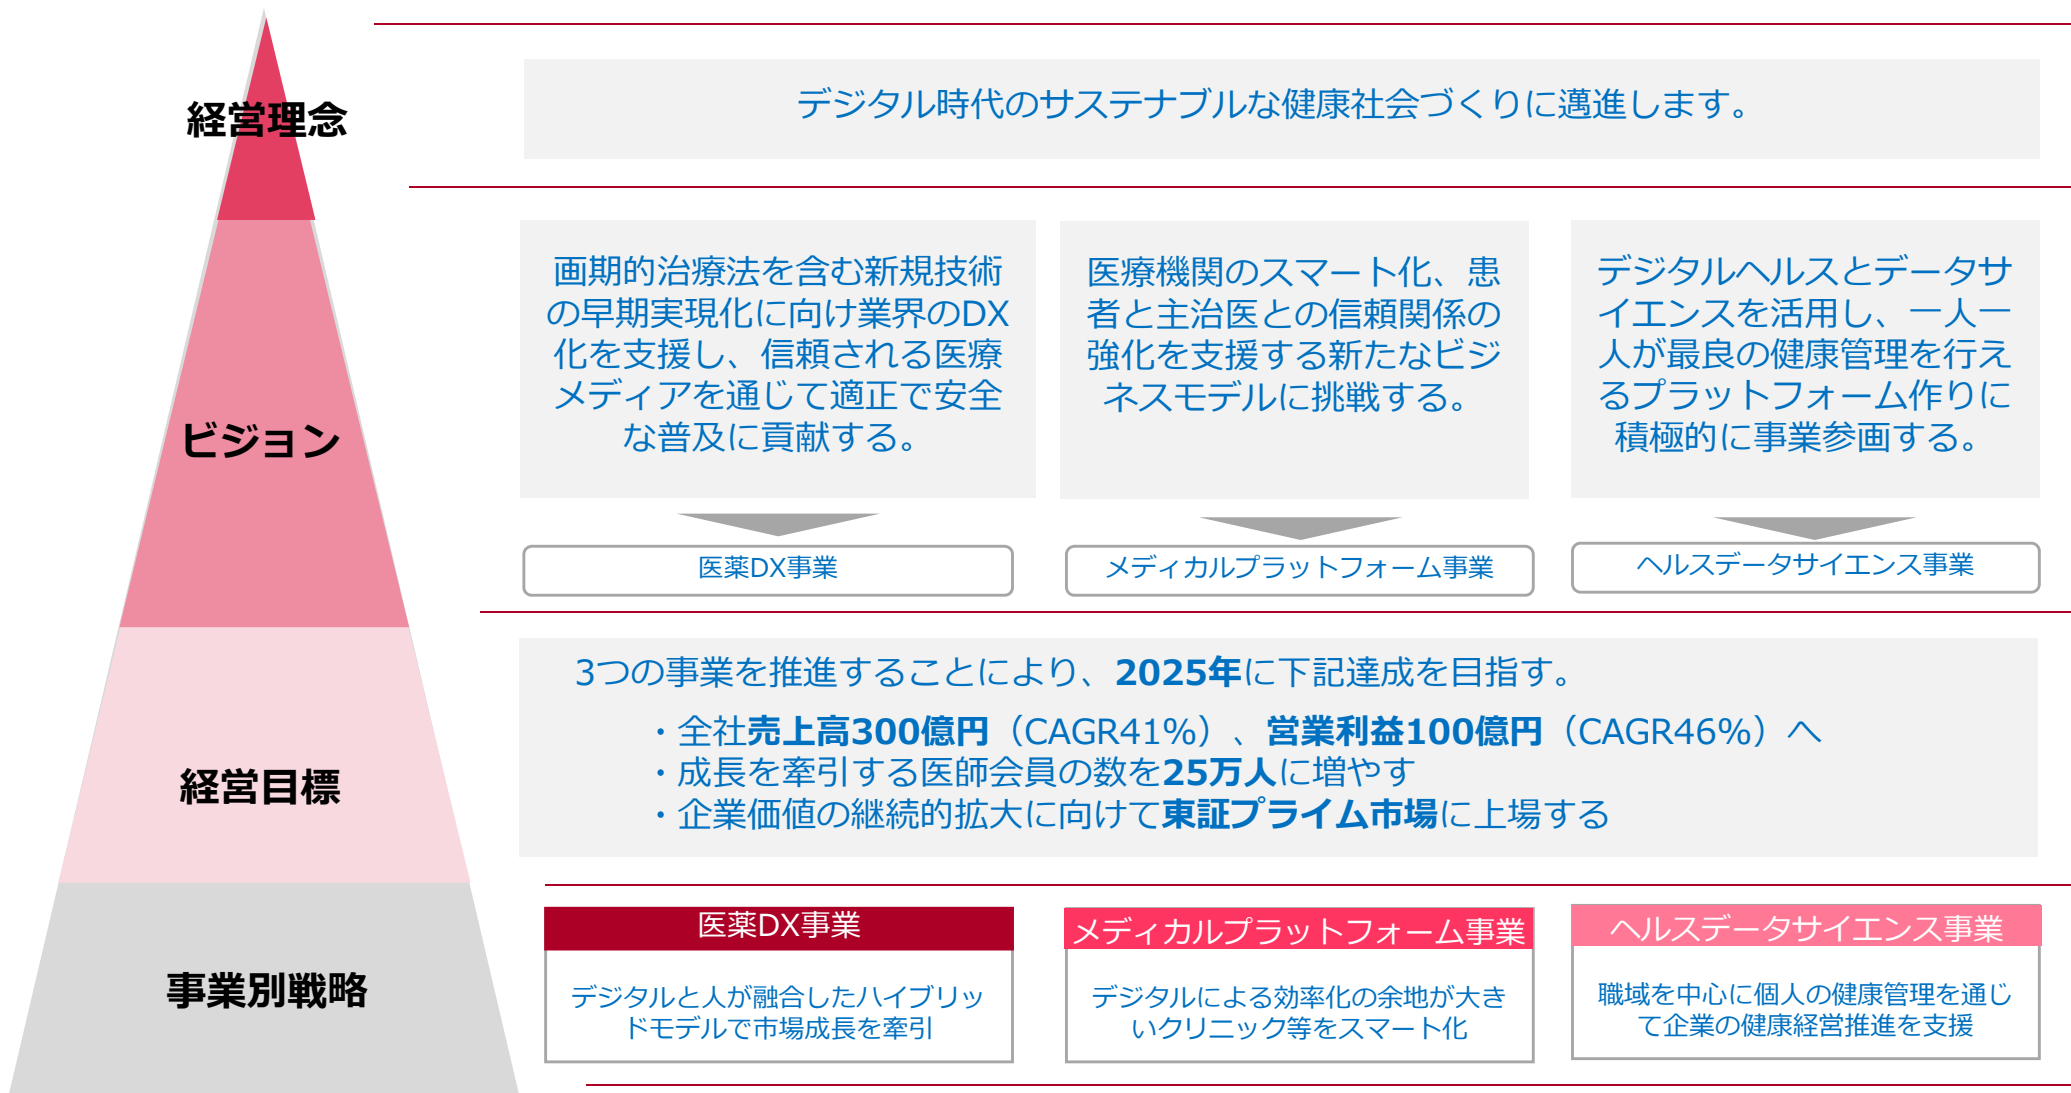 経営理念
デジタル時代のサステナブルな健康社会づくりに邁進します。
ビジョン
画期的治療法を含む新規技術
の早期実現化に向け業界のDX
化を支援し、信頼される医療
メディアを通じて適正で安全
な普及に貢献する。
医薬DX事業
医療機関のスマート化、患
者と主治医との信頼関係の
強化を支援する新たなビジ
ネスモデルに挑戦する。
メディカルプラットフォーム事業
デジタルヘルスとデータサ
イエンスを活用し、一人一
人が最良の健康管理を行え
るプラットフォーム作りに
積極的に事業参画する。
ヘルスデータサイエンス事業
経営目標
3つの事業を推進することにより、2025年に下記達成を目指す。
・全社売上高300億円（CAGR41%）、営業利益100億円（CAGR46%）へ
・成長を牽引する医師会員の数を25万人に増やす
・企業価値の継続的拡大に向けて東証プライム市場に上場する
事業別戦略
医薬DX事業
デジタルと人が融合したハイブリッ
ドモデルで市場成長を牽引
メディカルプラットフォーム事業
デジタルによる効率化の余地が大き
いクリニック等をスマート化
ヘルスデータサイエンス事業
職域を中心に個人の健康管理を通じ
て企業の健康経営推進を支援